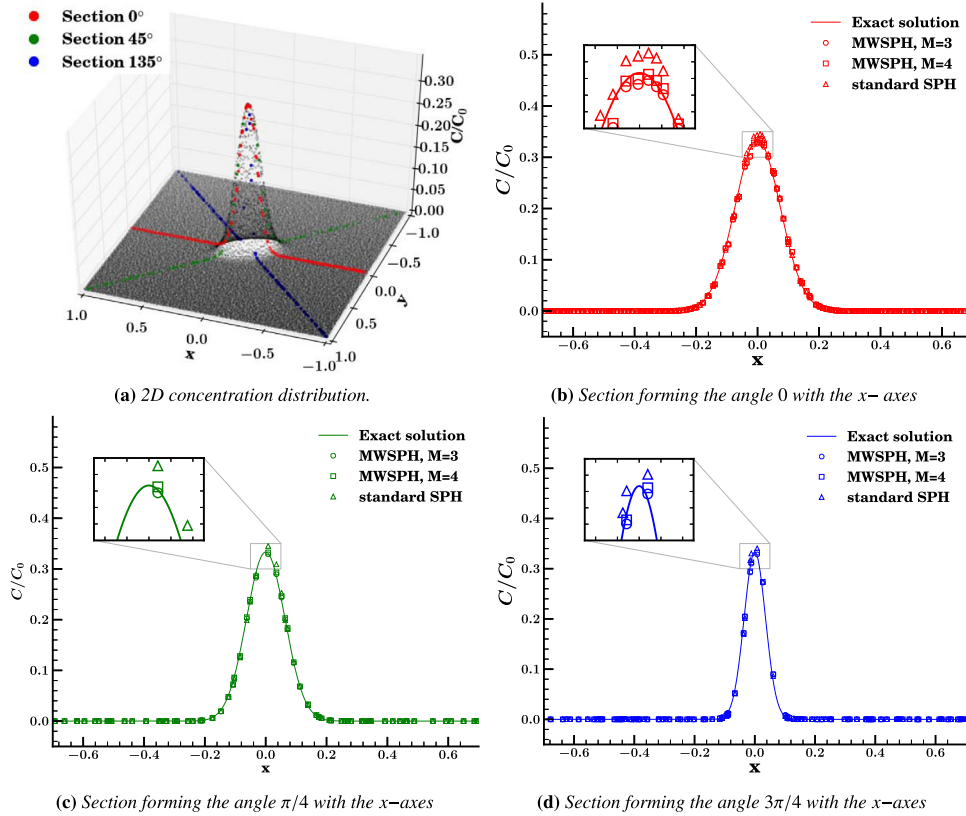 Section 0°
Section 45°
Section 135°
0.30
0.25
0.20
0.15
0.10
0.05
0.00
C/C₀
1.0
0.5
0.0
−0.5
−1.0
x
−1.0
−0.5
0.0
0.5
1.0
y
(a) 2D concentration distribution.
Exact solution
MWSPH, M=3
MWSPH, M=4
standard SPH
0.5
0.4
0.3
0.2
0.1
0.0
C/C₀
−0.6 −0.4 −0.2 0.0 0.2 0.4 0.6
x
(b) Section forming the angle 0 with the x− axes
Exact solution
MWSPH, M=3
MWSPH, M=4
standard SPH
0.5
0.4
0.3
0.2
0.1
0.0
C/C₀
−0.6 −0.4 −0.2 0.0 0.2 0.4 0.6
x
(c) Section forming the angle π/4 with the x−axes
Exact solution
MWSPH, M=3
MWSPH, M=4
standard SPH
0.5
0.4
0.3
0.2
0.1
0.0
C/C₀
−0.6 −0.4 −0.2 0.0 0.2 0.4 0.6
x
(d) Section forming the angle 3π/4 with the x−axes